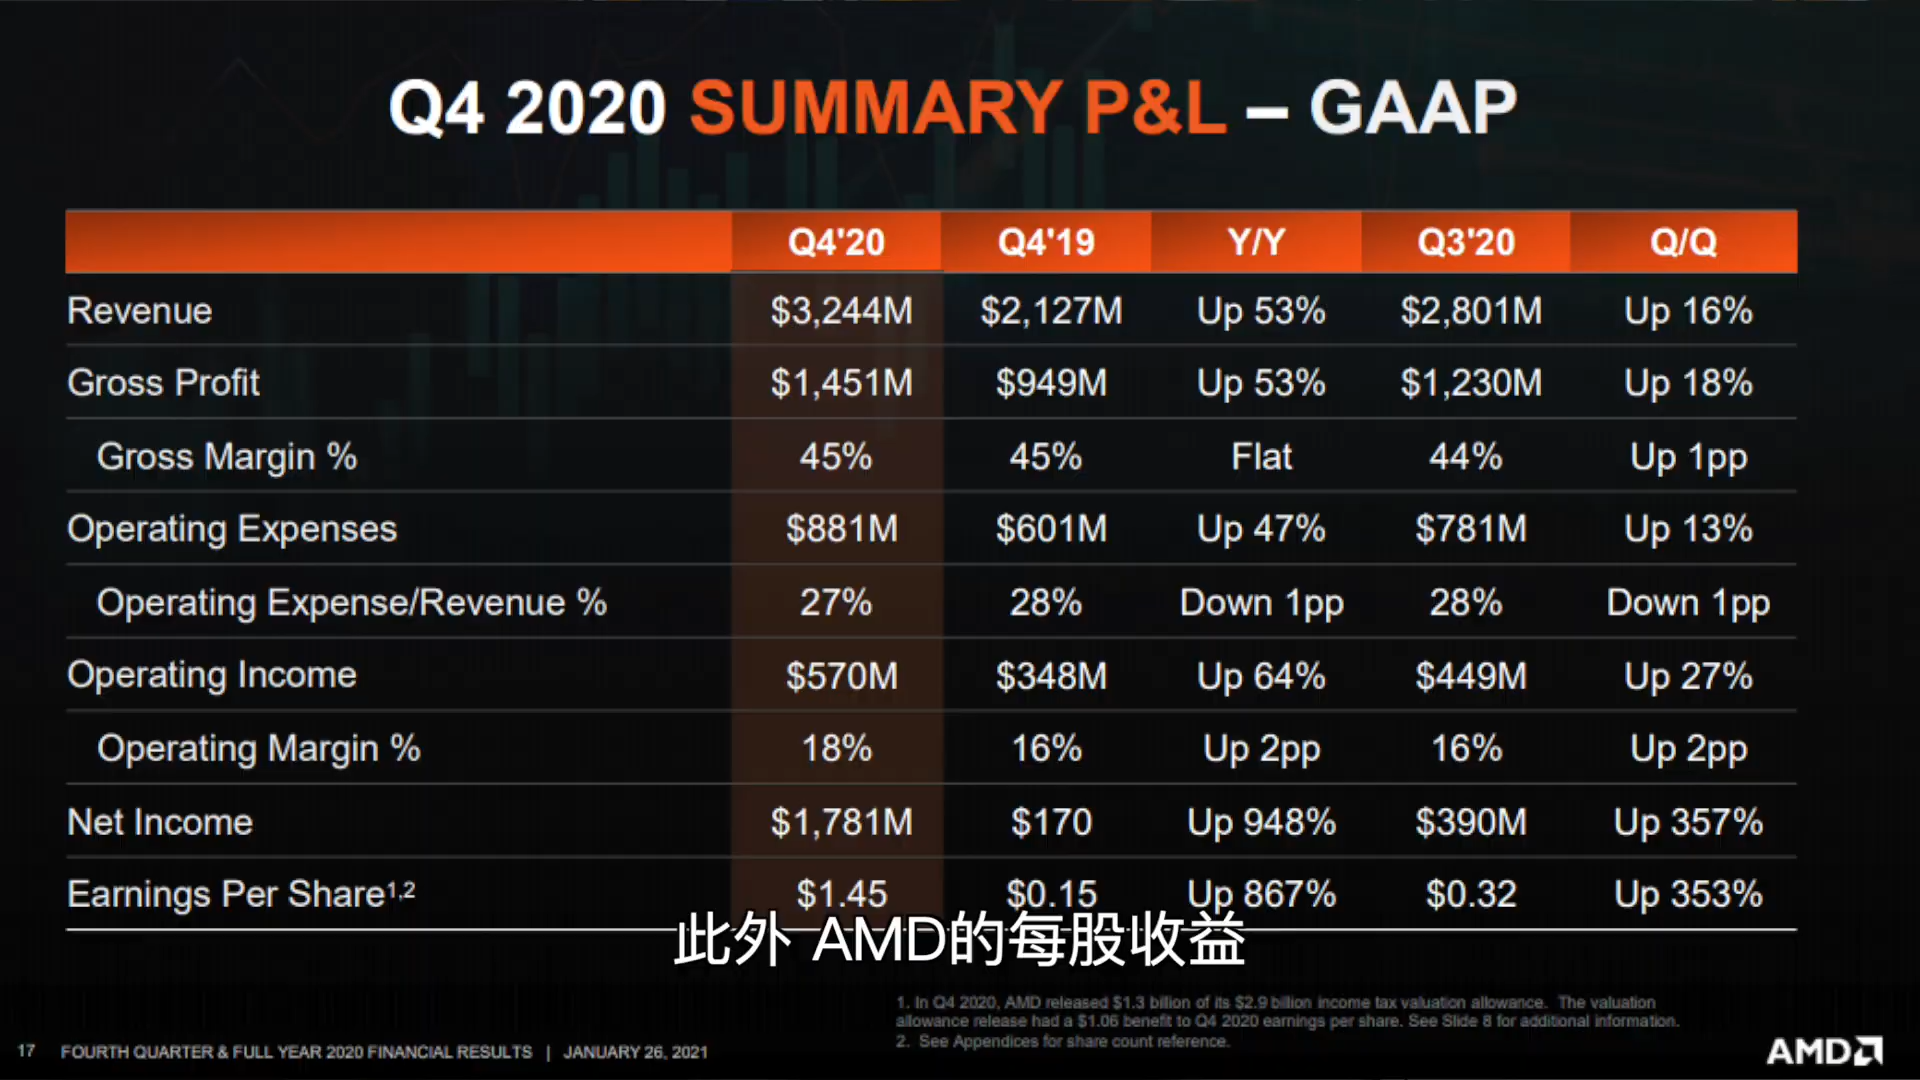 Q4 2020 SUMMARY P&L – GAAP
Q4'20 Q4'19 Y/Y Q3'20 Q/Q
Revenue $3,244M $2,127M Up 53% $2,801M Up 16%
Gross Profit $1,451M $949M Up 53% $1,230M Up 18%
Gross Margin % 45% 45% Flat 44% Up 1pp
Operating Expenses $881M $601M Up 47% $781M Up 13%
Operating Expense/Revenue % 27% 28% Down 1pp 28% Down 1pp
Operating Income $570M $348M Up 64% $449M Up 27%
Operating Margin % 18% 16% Up 2pp 16% Up 2pp
Net Income $1,781M $170 Up 948% $390M Up 357%
Earnings Per Share1,2 $1.45 $0.15 Up 867% $0.32 Up 353%
此外 AMD的每股收益
1. In Q4 2020, AMD released $1.3 billion of its $2.9 billion income tax valuation allowance. The valuation
allowance release had a $1.06 benefit to Q4 2020 earnings per share. See Slide 8 for additional information.
2. See Appendices for share count reference.
17 FOURTH QUARTER & FULL YEAR 2020 FINANCIAL RESULTS | JANUARY 26, 2021
AMD